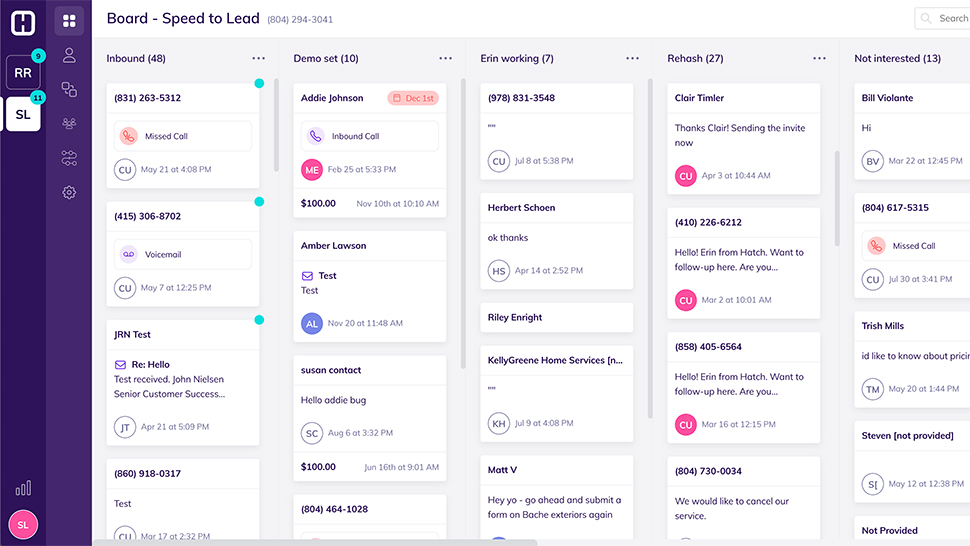 H
Board - Speed to Lead (804) 294-3041
Search
9
RR
11
SL
SL
Inbound (48)
(831) 263-5312
Missed Call
CU May 21 at 4:08 PM
(415) 306-8702
Voicemail
CU May 7 at 12:25 PM
JRN Test
Re: Hello
Test received. John Nielsen
Senior Customer Success...
JT Apr 21 at 5:09 PM
(860) 918-0317
Test
CU Mar 17 at 2:32 PM
Demo set (10)
Addie Johnson Dec 1st
Inbound Call
ME Feb 25 at 5:33 PM
$100.00 Nov 10th at 10:10 AM
Amber Lawson
Test
Test
AL Nov 20 at 11:48 AM
susan contact
Hello addie bug
SC Aug 6 at 3:32 PM
$100.00 Jun 16th at 9:01 AM
(804) 464-1028
Erin working (7)
(978) 831-3548
""
CU Jul 8 at 5:38 PM
Herbert Schoen
ok thanks
HS Apr 14 at 2:52 PM
Riley Enright
KellyGreene Home Services [n...
""
KH Jul 9 at 4:08 PM
Matt V
Hey yo - go ahead and submit a
form on Bache exteriors again
Rehash (27)
Clair Timler
Thanks Clair! Sending the invite
now
CU Apr 3 at 10:44 AM
(410) 226-6212
Hello! Erin from Hatch. Want to
follow-up here. Are you...
CU Mar 2 at 10:01 AM
(858) 405-6564
Hello! Erin from Hatch. Want to
follow-up here. Are you...
CU Mar 16 at 12:15 PM
(804) 730-0034
We would like to cancel our
service.
Not interested (13)
Bill Violante
Hi
BV Mar 22 at 12:45 PM
(804) 617-5315
Missed Call
CU Jul 30 at 3:41 PM
Trish Mills
id like to know about pricin
TM May 20 at 1:44 PM
Steven [not provided]
S[ May 12 at 12:38 PM
Not Provided